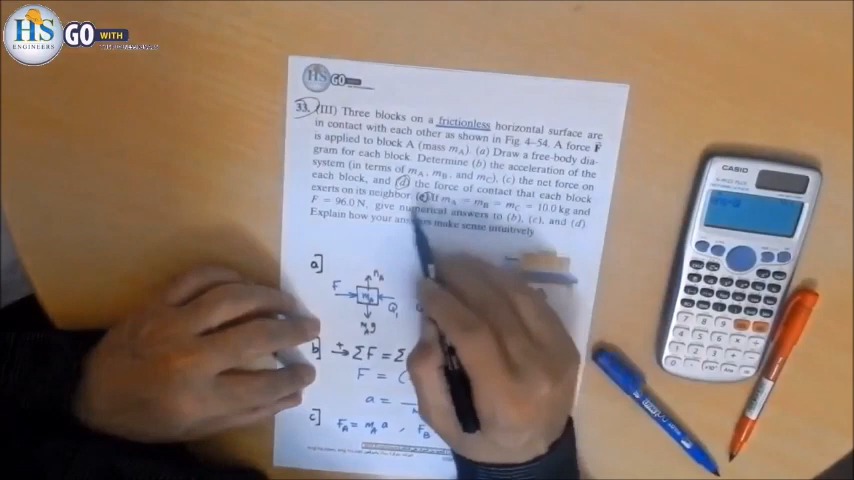 HS
ENGINEERS
GO WITH
HS GO
33. (III) Three blocks on a frictionless horizontal surface are
in contact with each other as shown in Fig. 4–54. A force F
is applied to block A (mass mA). (a) Draw a free-body dia-
gram for each block. Determine (b) the acceleration of the
system (in terms of mA, mB, and mC), (c) the net force on
each block, and (d) the force of contact that each block
exerts on its neighbor. (e) If mA = mB = mC = 10.0 kg and
F = 96.0 N, give numerical answers to (b), (c), and (d).
Explain how your answers make sense intuitively.
a]
nA
F mA Q1
mAg
b] + ΣF = Σ
F = (
a =
c] FA = mA a , FB
CASIO